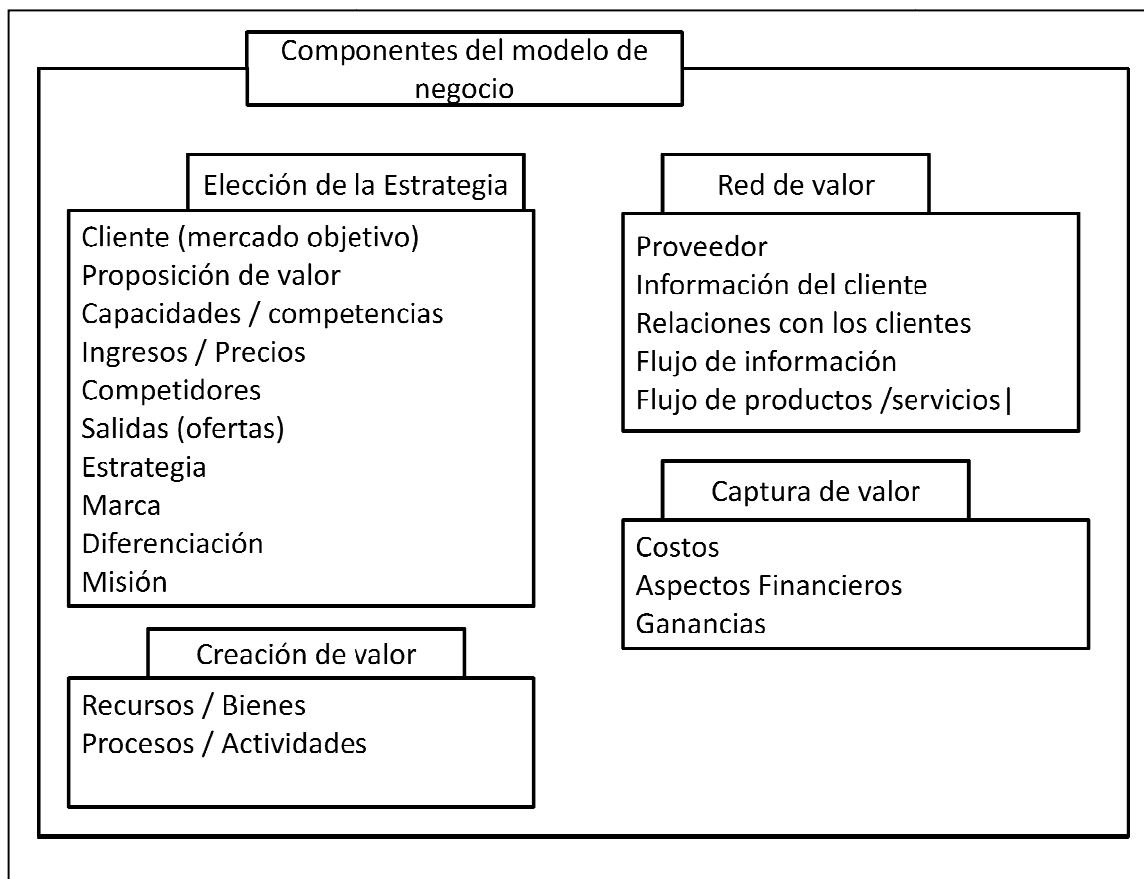 Componentes del modelo de
negocio
Elección de la Estrategia
Cliente (mercado objetivo)
Proposición de valor
Capacidades / competencias
Ingresos / Precios
Competidores
Salidas (ofertas)
Estrategia
Marca
Diferenciación
Misión
Creación de valor
Recursos / Bienes
Procesos / Actividades
Red de valor
Proveedor
Información del cliente
Relaciones con los clientes
Flujo de información
Flujo de productos /servicios|
Captura de valor
Costos
Aspectos Financieros
Ganancias